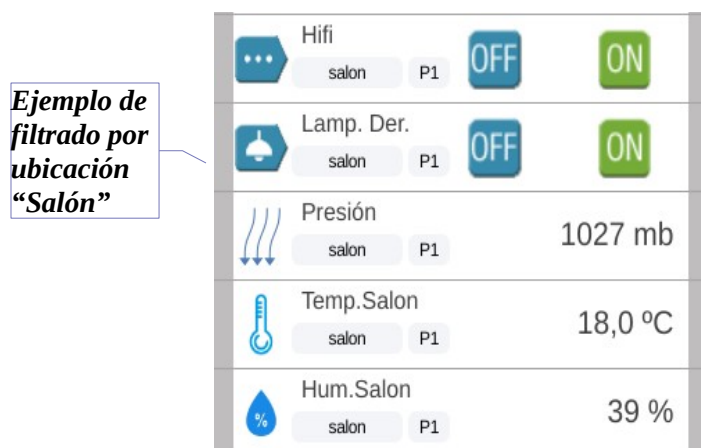 Ejemplo de
filtrado por
ubicación
“Salón”
Hifi
salon P1 OFF ON
Lamp. Der.
salon P1 OFF ON
Presión
salon P1 1027 mb
Temp.Salon
salon P1 18,0 ºC
Hum.Salon
salon P1 39 %
%